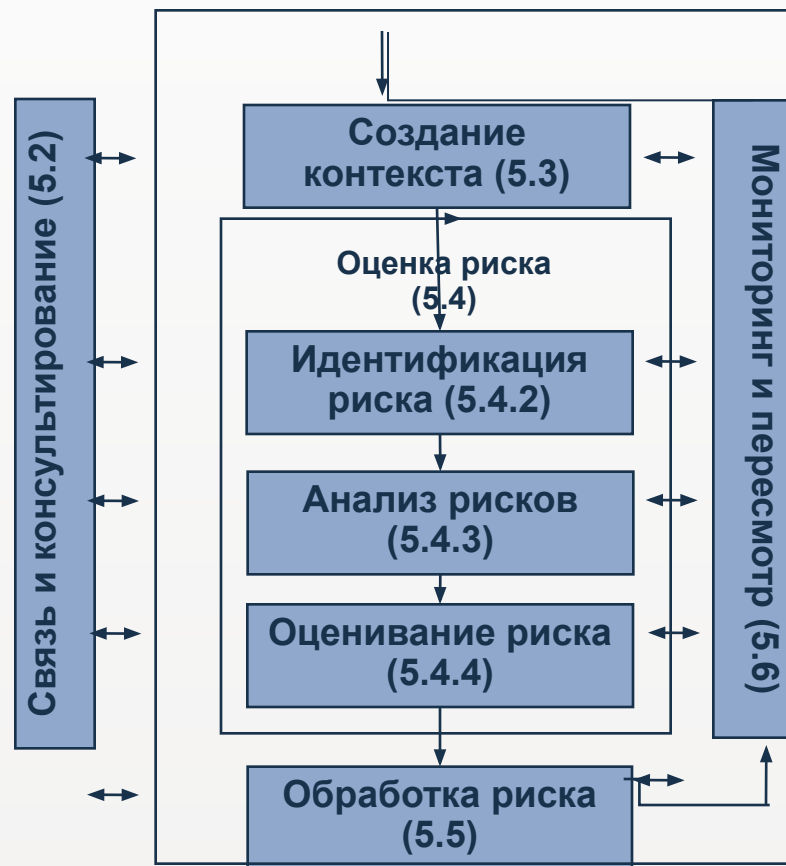 Связь и консультирование (5.2)
Создание
контекста (5.3)
Оценка риска
(5.4)
Идентификация
риска (5.4.2)
Анализ рисков
(5.4.3)
Оценивание риска
(5.4.4)
Обработка риска
(5.5)
Мониторинг и пересмотр (5.6)